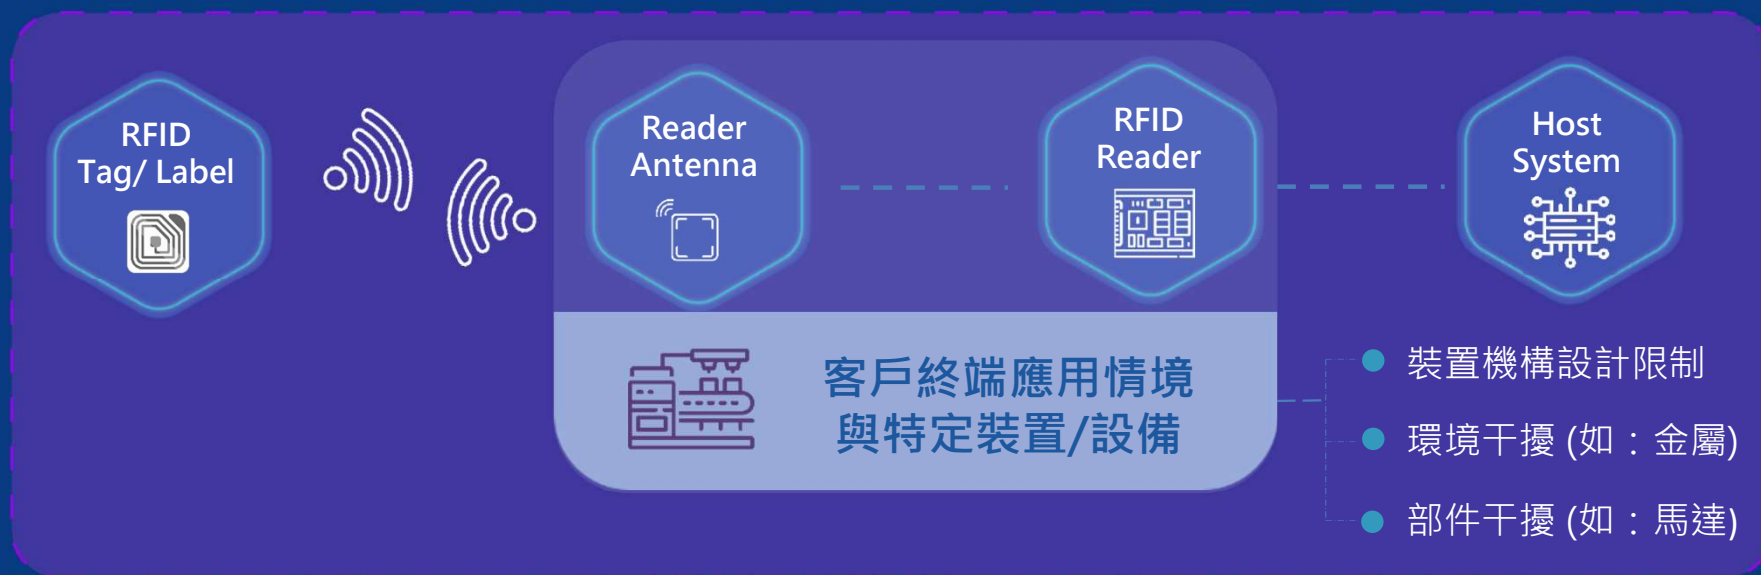 RFID
Tag/ Label
Reader
Antenna
RFID
Reader
Host
System
客戶終端應用情境
與特定裝置/設備
裝置機構設計限制
環境干擾 (如：金屬)
部件干擾 (如：馬達)